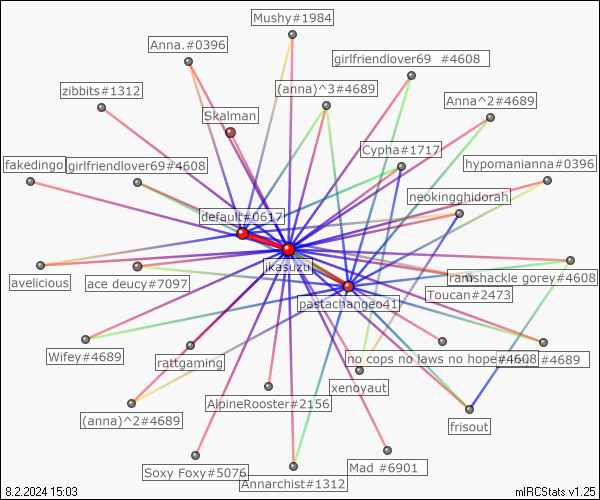 Mushy#1984
Anna.#0396
girlfriendlover69 #4608
zibbits#1312
(anna)^3#4689
Anna^2#4689
Skalman
Cypha#1717
fakedingo
girlfriendlover69#4608
hypomanianna#0396
neokingghidorah
default#0617
jkasuzu
avelicious
ace deucy#7097
ramshackle gorey#4608
Toucan#2473
pastachangeo41
Wifey#4689
rattgaming
no cops no laws no hope#4608
#4689
xenoyaut
AlpineRooster#2156
(anna)^2#4689
frisout
Soxy Foxy#5076
Annarchist#1312
Mad #6901
8.2.2024 15:03
mIRCStats v1.25